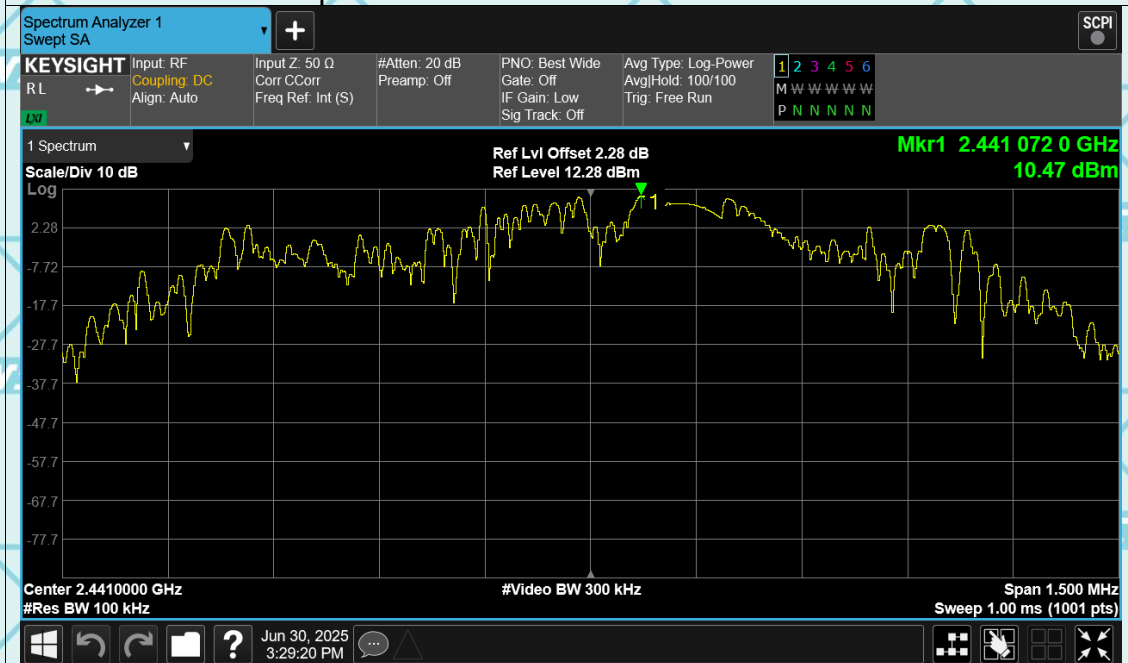 Spectrum Analyzer 1
Swept SA
+
SCPI
KEYSIGHT
RL
LXI
Input: RF
Coupling: DC
Align: Auto
Input Z: 50 Ω
Corr CCorr
Freq Ref: Int (S)
#Atten: 20 dB
Preamp: Off
PNO: Best Wide
Gate: Off
IF Gain: Low
Sig Track: Off
Avg Type: Log-Power
Avg|Hold: 100/100
Trig: Free Run
1 2 3 4 5 6
M W W W W W
P N N N N N
1 Spectrum
Scale/Div 10 dB
Log
Ref Lvl Offset 2.28 dB
Ref Level 12.28 dBm
Mkr1 2.441 072 0 GHz
10.47 dBm
1
2.28
-7.72
-17.7
-27.7
-37.7
-47.7
-57.7
-67.7
-77.7
Center 2.4410000 GHz
#Res BW 100 kHz
#Video BW 300 kHz
Span 1.500 MHz
Sweep 1.00 ms (1001 pts)
?
Jun 30, 2025
3:29:20 PM